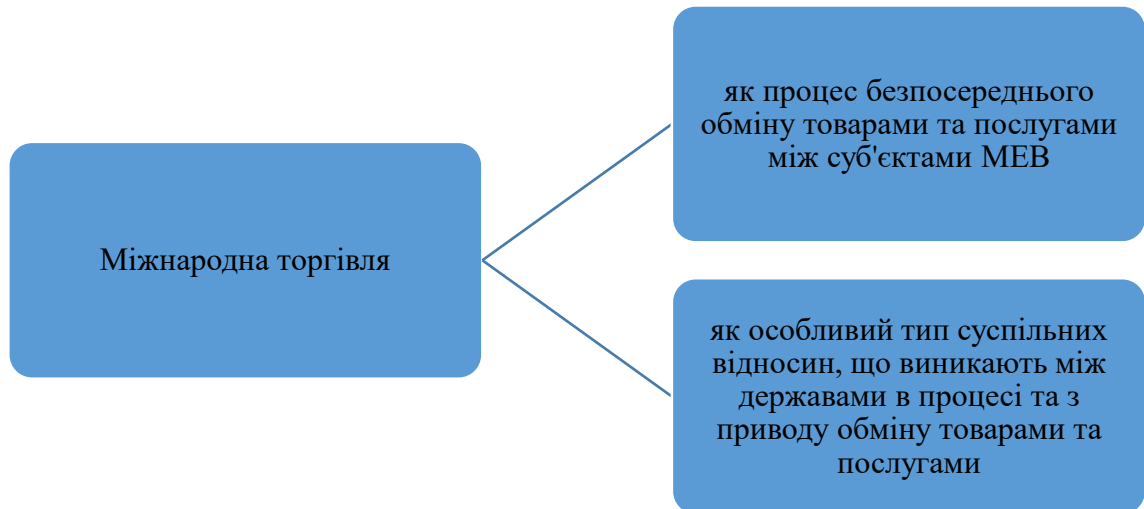 Міжнародна торгівля
як процес безпосереднього
обміну товарами та послугами
між суб'єктами МЕВ
як особливий тип суспільних
відносин, що виникають між
державами в процесі та з
приводу обміну товарами та
послугами